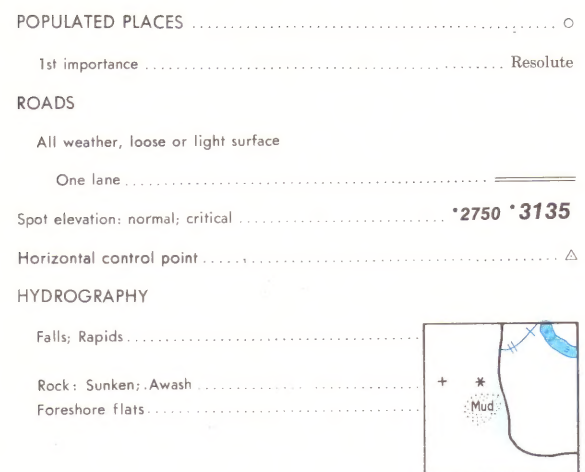 POPULATED PLACES
1st importance Resolute
ROADS
All weather, loose or light surface
One lane
Spot elevation: normal; critical 2750 3135
Horizontal control point
HYDROGRAPHY
Falls; Rapids
Rock: Sunken; Awash
Foreshore flats
Mud